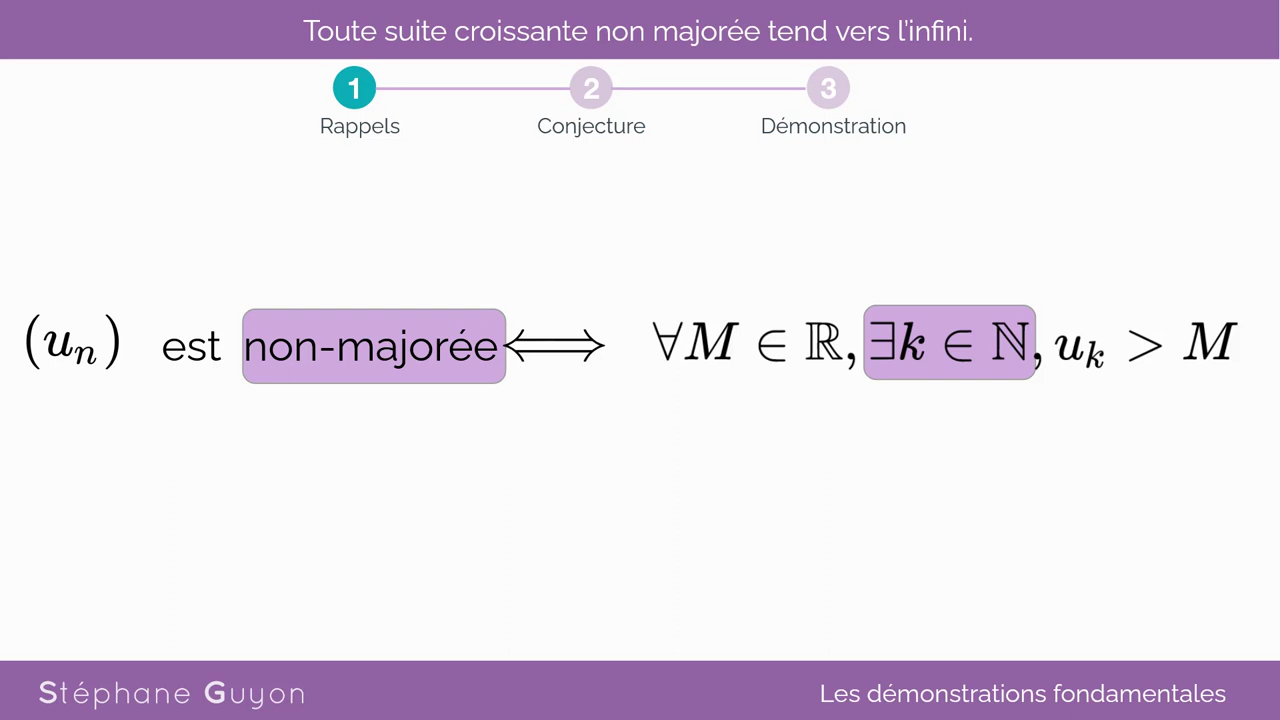 Toute suite croissante non majorée tend vers l'infini.
1 2 3
Rappels Conjecture Démonstration
(uₙ) est non-majorée ⟺ ∀M ∈ ℝ, ∃k ∈ ℕ, uₖ > M
Stéphane Guyon Les démonstrations fondamentales